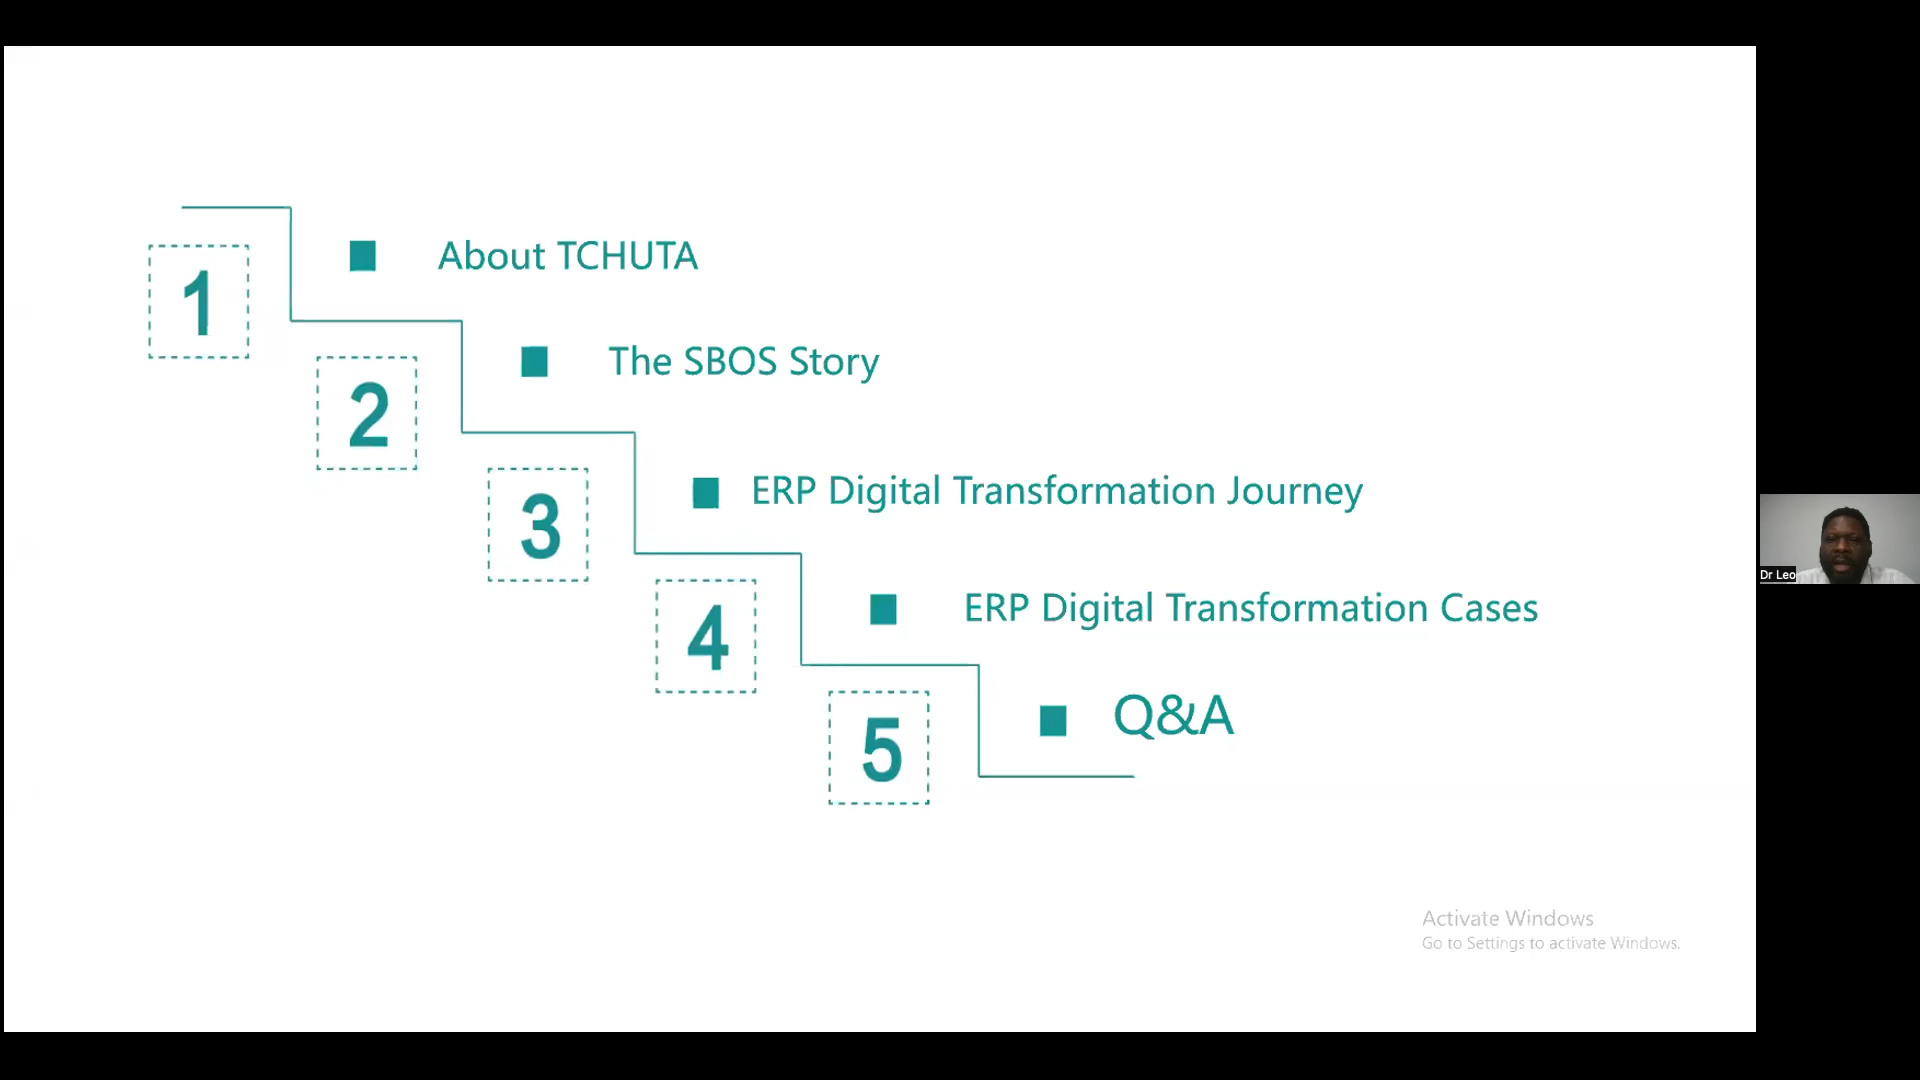 1
About TCHUTA
2
The SBOS Story
3
ERP Digital Transformation Journey
4
ERP Digital Transformation Cases
5
Q&A
Dr Leo
Activate Windows
Go to Settings to activate Windows.